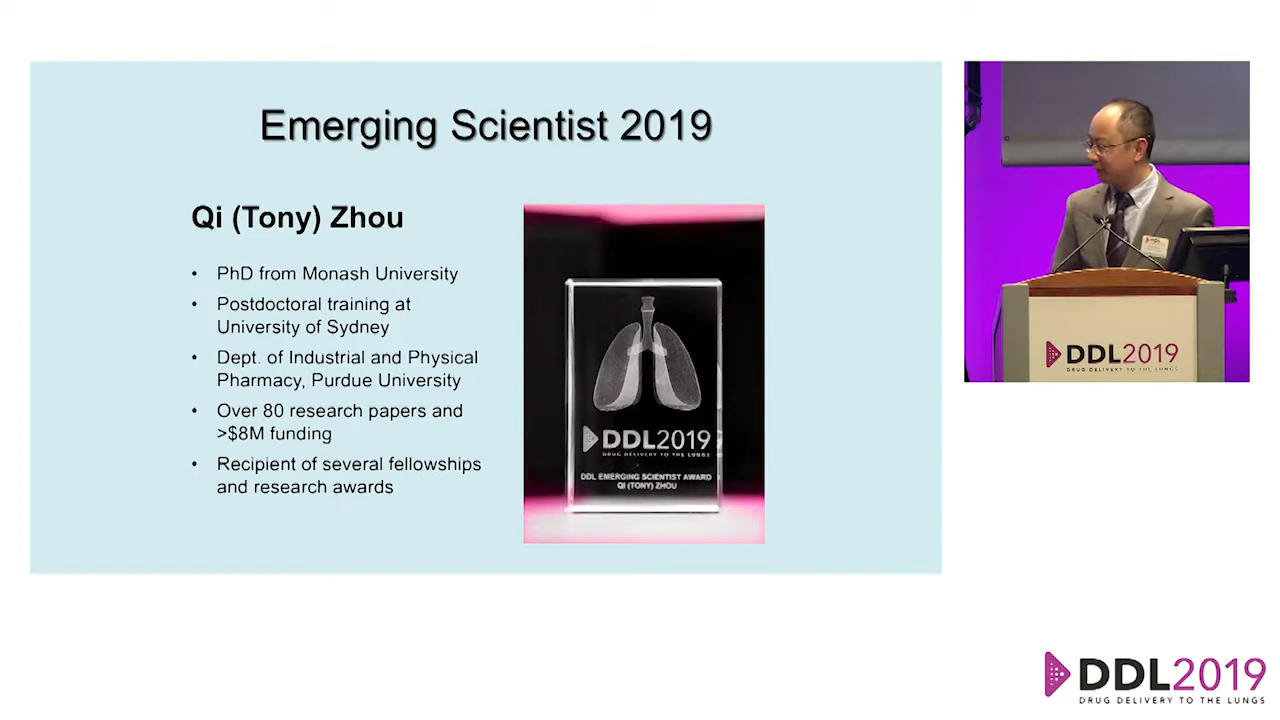 Emerging Scientist 2019
Qi (Tony) Zhou
• PhD from Monash University
• Postdoctoral training at
University of Sydney
• Dept. of Industrial and Physical
Pharmacy, Purdue University
• Over 80 research papers and
>$8M funding
• Recipient of several fellowships
and research awards
DDL2019
DRUG DELIVERY TO THE LUNGS
DDL EMERGING SCIENTIST AWARD
QI (TONY) ZHOU
DDL2019
DRUG DELIVERY TO THE LUNGS
DDL2019
DRUG DELIVERY TO THE LUNGS